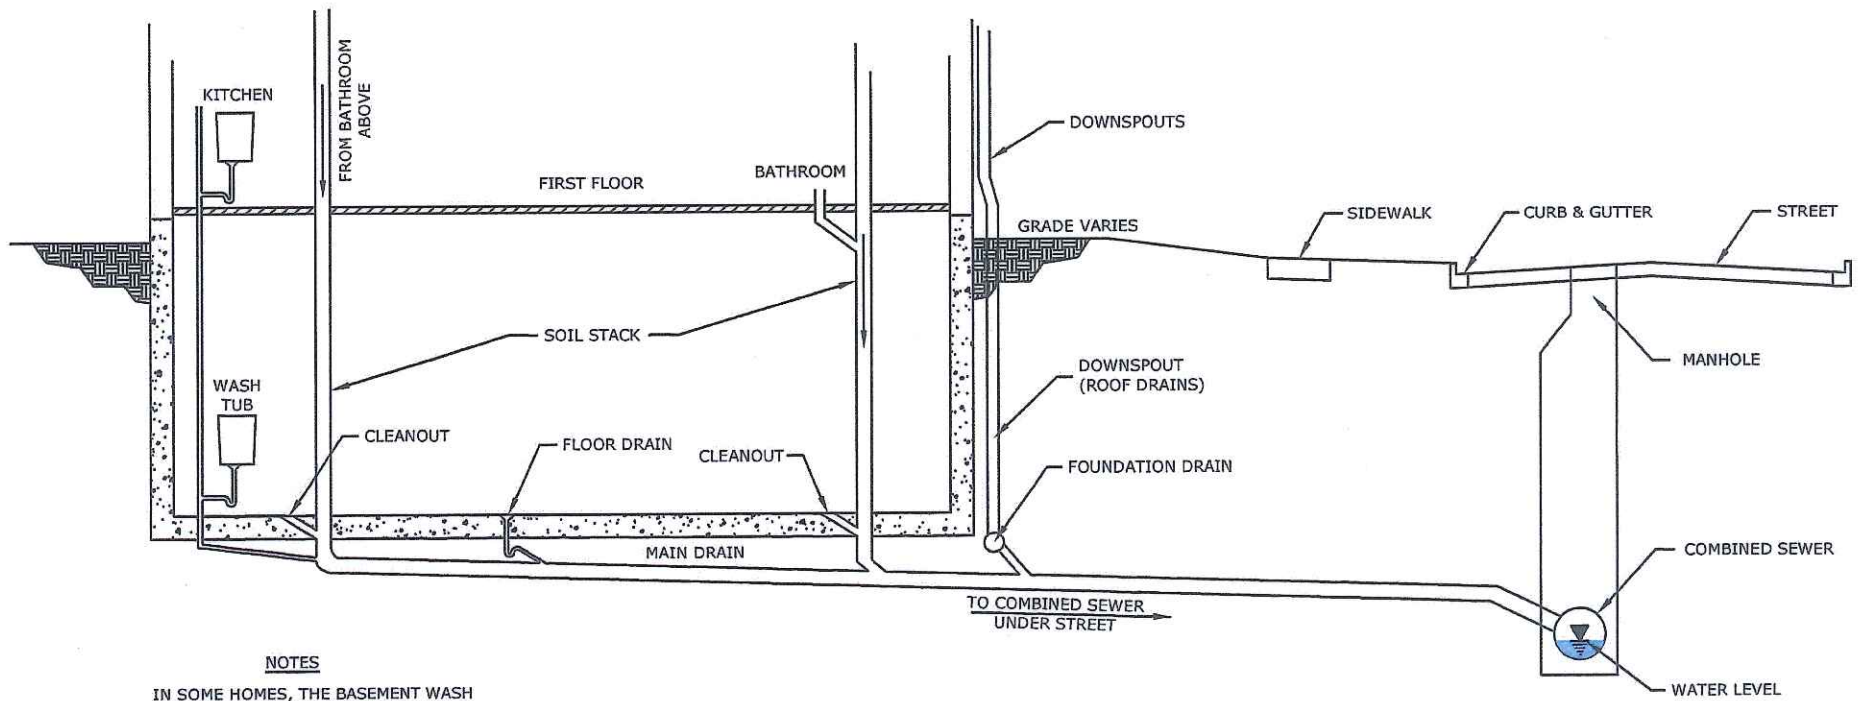 KITCHEN
FROM BATHROOM
ABOVE
FIRST FLOOR
BATHROOM
DOWNSPOUTS
GRADE VARIES
SIDEWALK
CURB & GUTTER
STREET
SOIL STACK
MANHOLE
WASH
TUB
DOWNSPOUT
(ROOF DRAINS)
CLEANOUT
FLOOR DRAIN
CLEANOUT
FOUNDATION DRAIN
MAIN DRAIN
COMBINED SEWER
TO COMBINED SEWER
UNDER STREET
WATER LEVEL
NOTES
IN SOME HOMES, THE BASEMENT WASH